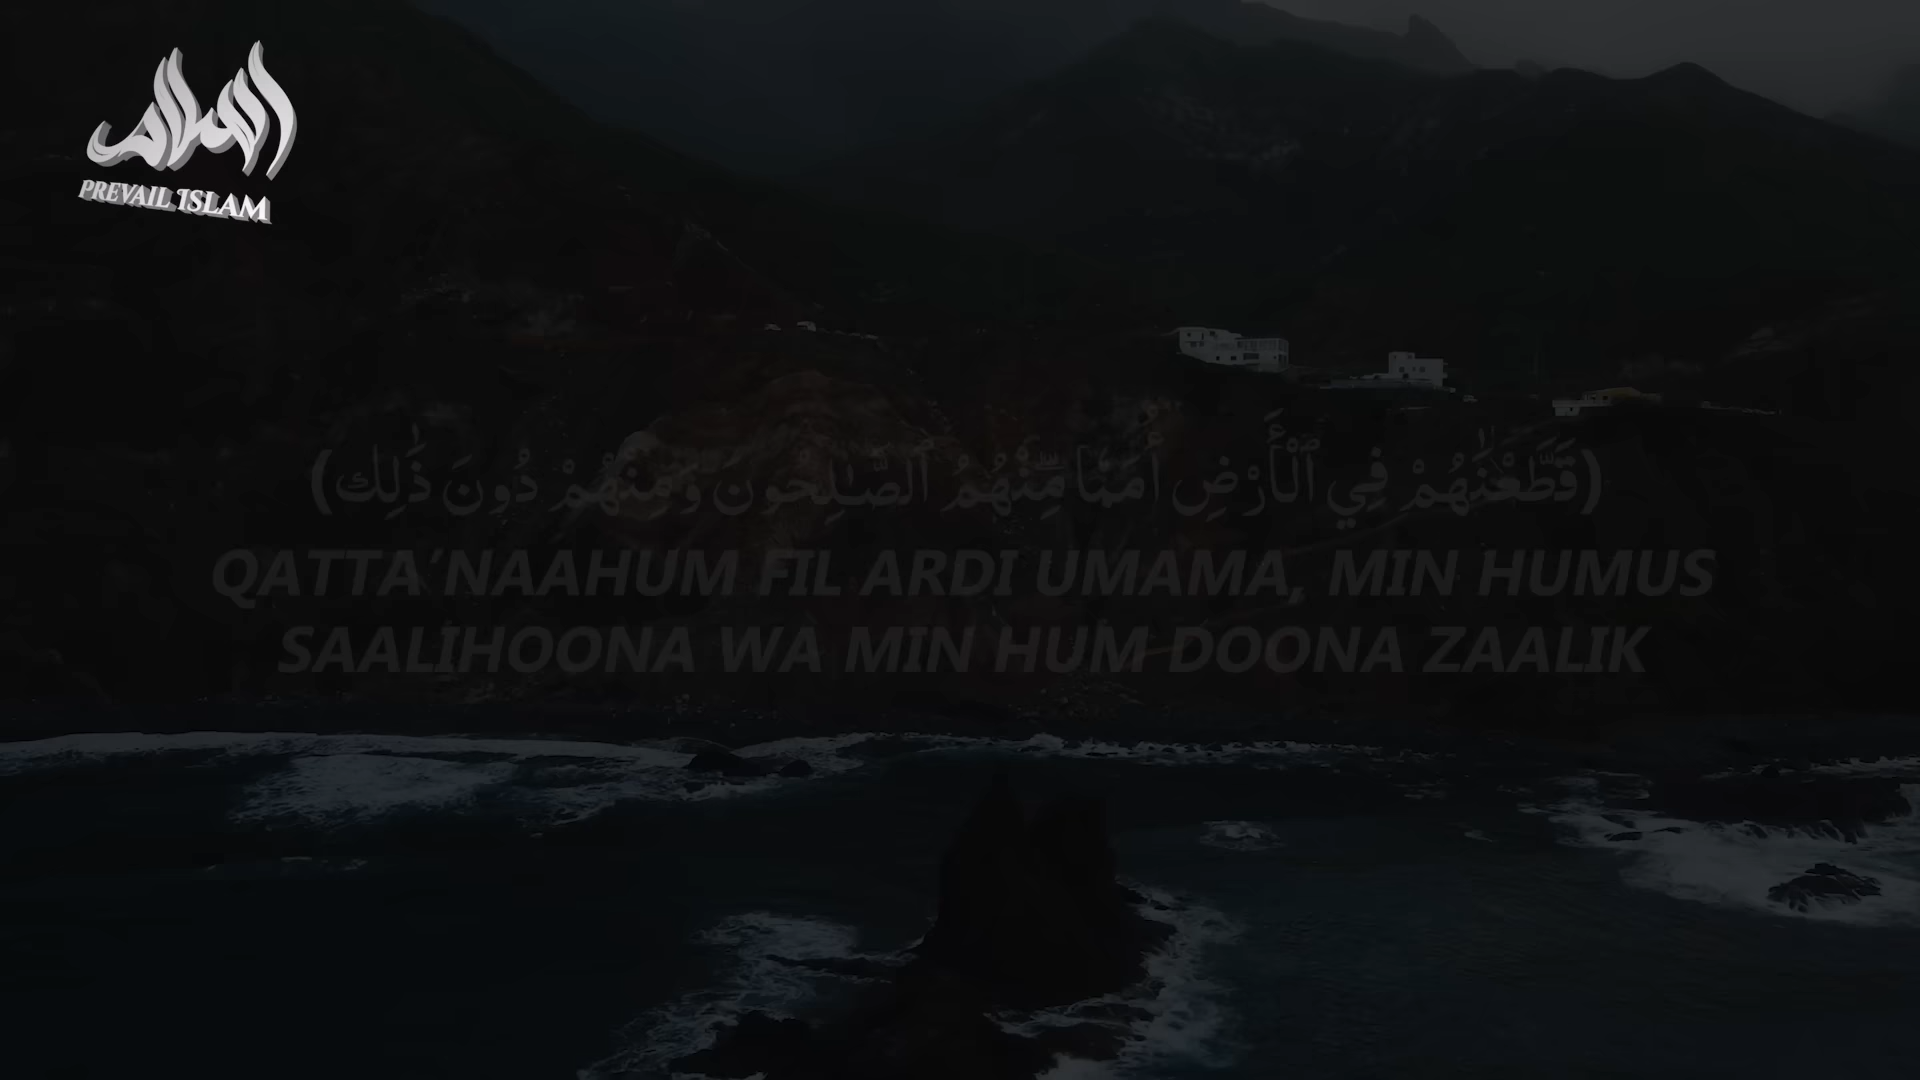 السلام
PREVAIL ISLAM
(قَطَّعْنَٰهُمْ فِي ٱلْأَرْضِ أُمَمًۭا مِّنْهُمُ ٱلصَّٰلِحُونَ وَمِنْهُمْ دُونَ ذَٰلِكَ)
QATTA’NAAHUM FIL ARDI UMAMA, MIN HUMUS
SAALIHOONA WA MIN HUM DOONA ZAALIK